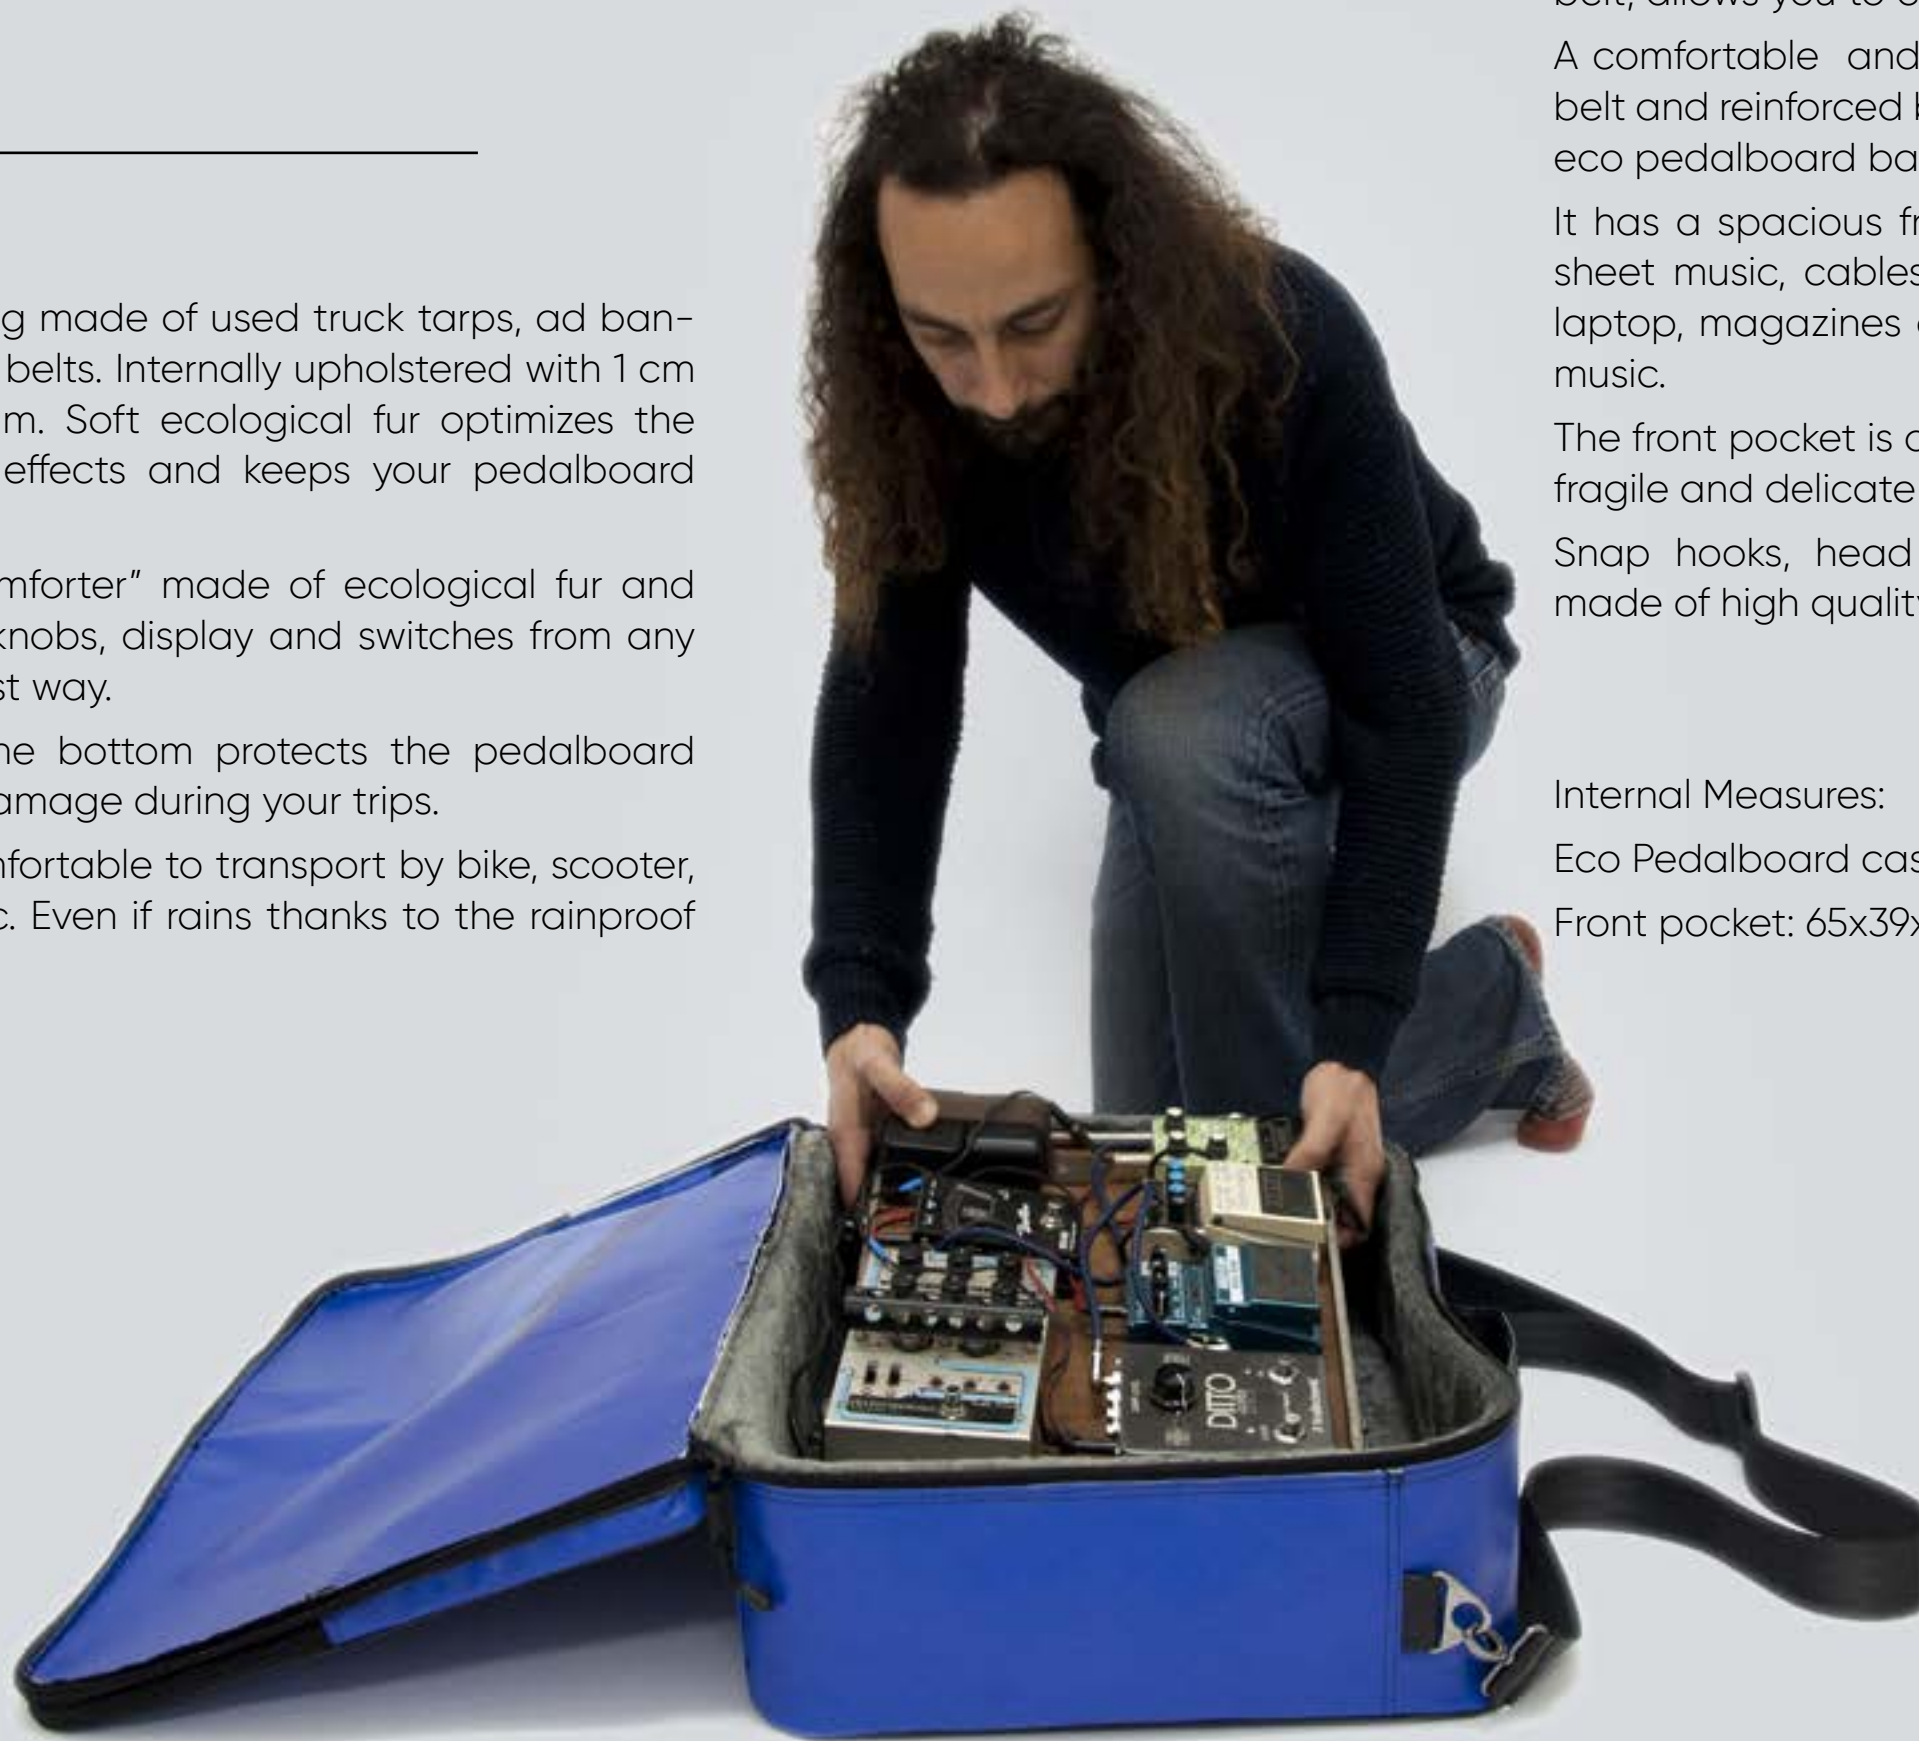 g made of used truck tarps, ad ban-
belts. Internally upholstered with 1 cm
m. Soft ecological fur optimizes the
effects and keeps your pedalboard
mforter” made of ecological fur and
knobs, display and switches from any
st way.
ne bottom protects the pedalboard
amage during your trips.
nfortable to transport by bike, scooter,
c. Even if rains thanks to the rainproof
belt, allows you to
A comfortable and
belt and reinforced
eco pedalboard ba
It has a spacious fr
sheet music, cables
laptop, magazines
music.
The front pocket is
fragile and delicate
Snap hooks, head
made of high quality
Internal Measures:
Eco Pedalboard cas
Front pocket: 65x39x
DITTO